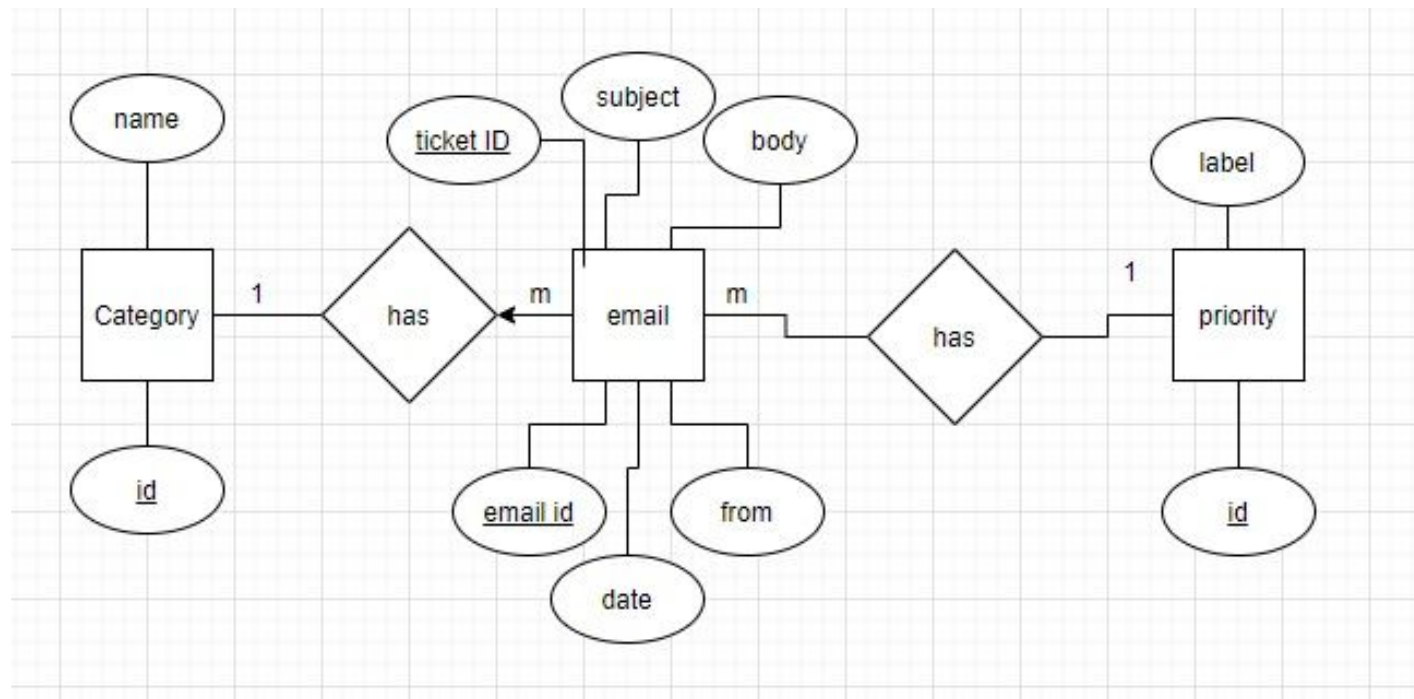 name
ticket ID
subject
body
label
Category
1
has
m
email
m
has
1
priority
id
email id
date
from
id